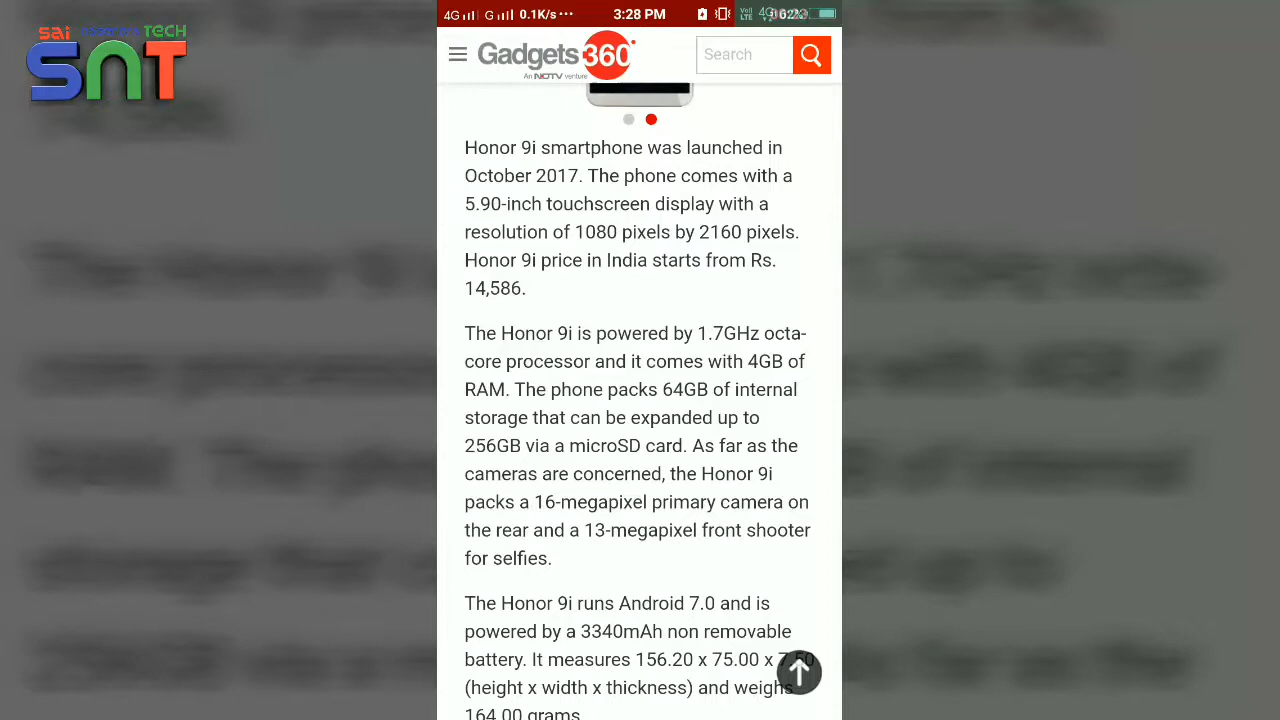 sai TECH
SNT
4G G 0.1K/s ··· 3:28 PM
Gadgets 360
An NDTV venture
Search
Honor 9i smartphone was launched in
October 2017. The phone comes with a
5.90-inch touchscreen display with a
resolution of 1080 pixels by 2160 pixels.
Honor 9i price in India starts from Rs.
14,586.
The Honor 9i is powered by 1.7GHz octa-
core processor and it comes with 4GB of
RAM. The phone packs 64GB of internal
storage that can be expanded up to
256GB via a microSD card. As far as the
cameras are concerned, the Honor 9i
packs a 16-megapixel primary camera on
the rear and a 13-megapixel front shooter
for selfies.
The Honor 9i runs Android 7.0 and is
powered by a 3340mAh non removable
battery. It measures 156.20 x 75.00 x 7.50
(height x width x thickness) and weighs
164.00 grams.